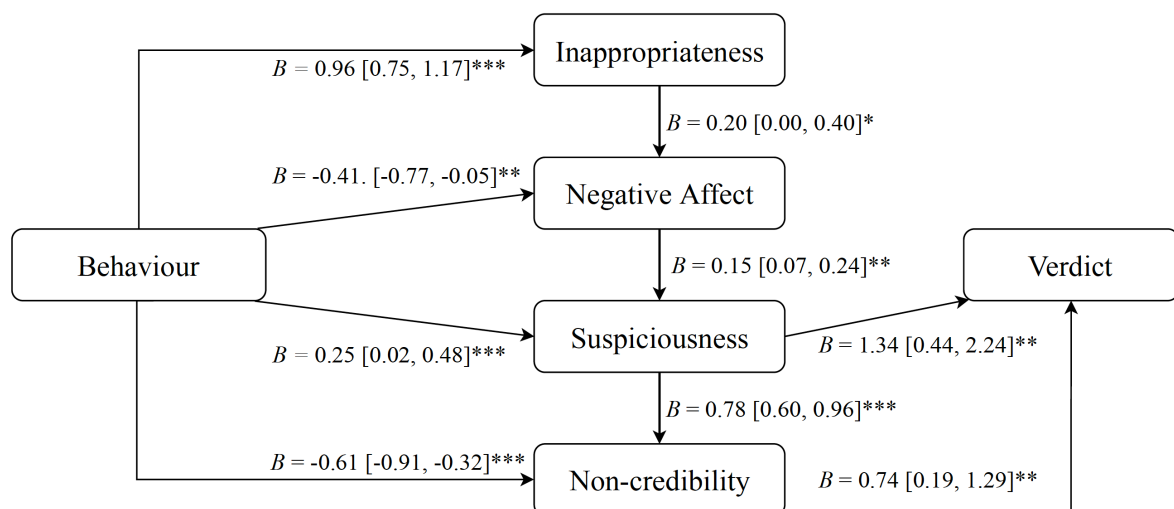 Inappropriateness
B = 0.96 [0.75, 1.17]***
B = 0.20 [0.00, 0.40]*
B = -0.41. [-0.77, -0.05]**
Negative Affect
Behaviour
B = 0.15 [0.07, 0.24]**
Verdict
Suspiciousness
B = 0.25 [0.02, 0.48]***
B = 1.34 [0.44, 2.24]**
B = 0.78 [0.60, 0.96]***
B = -0.61 [-0.91, -0.32]***
Non-credibility
B = 0.74 [0.19, 1.29]**